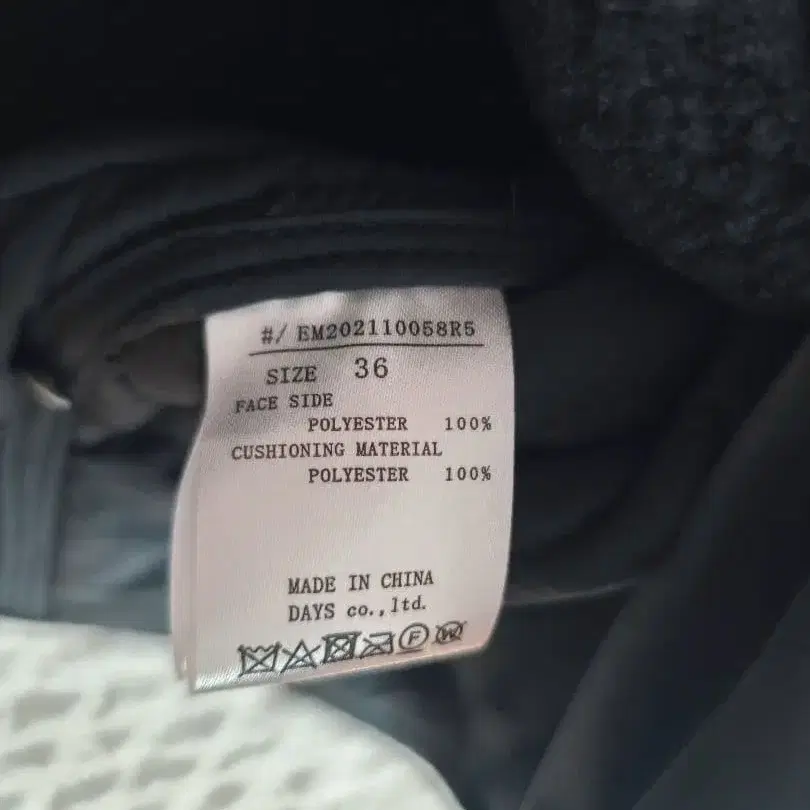 #/ EM202110058R5
SIZE 36
FACE SIDE
POLYESTER 100%
CUSHIONING MATERIAL
POLYESTER 100%
MADE IN CHINA
DAYS co.,ltd.
F W